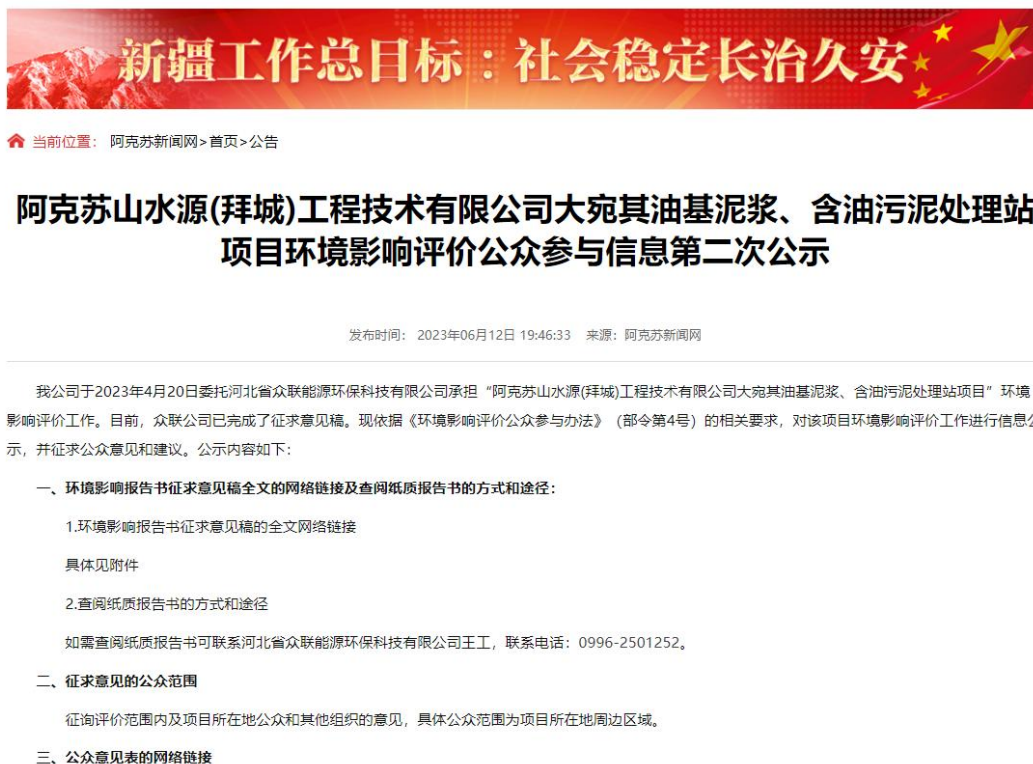 新疆工作总目标：社会稳定长治久安
当前位置： 阿克苏新闻网>首页>公告
阿克苏山水源(拜城)工程技术有限公司大宛其油基泥浆、含油污泥处理站
项目环境影响评价公众参与信息第二次公示
发布时间： 2023年06月12日 19:46:33 来源：阿克苏新闻网
我公司于2023年4月20日委托河北省众联能源环保科技有限公司承担“阿克苏山水源(拜城)工程技术有限公司大宛其油基泥浆、含油污泥处理站项目”环境
影响评价工作。目前，众联公司已完成了征求意见稿。现依据《环境影响评价公众参与办法》（部令第4号）的相关要求，对该项目环境影响评价工作进行信息公
示，并征求公众意见和建议。公示内容如下：
一、环境影响报告书征求意见稿全文的网络链接及查阅纸质报告书的方式和途径：
1.环境影响报告书征求意见稿的全文网络链接
具体见附件
2.查阅纸质报告书的方式和途径
如需查阅纸质报告书可联系河北省众联能源环保科技有限公司王工，联系电话：0996-2501252。
二、征求意见的公众范围
征询评价范围内及项目所在地公众和其他组织的意见，具体公众范围为项目所在地周边区域。
三、公众意见表的网络链接